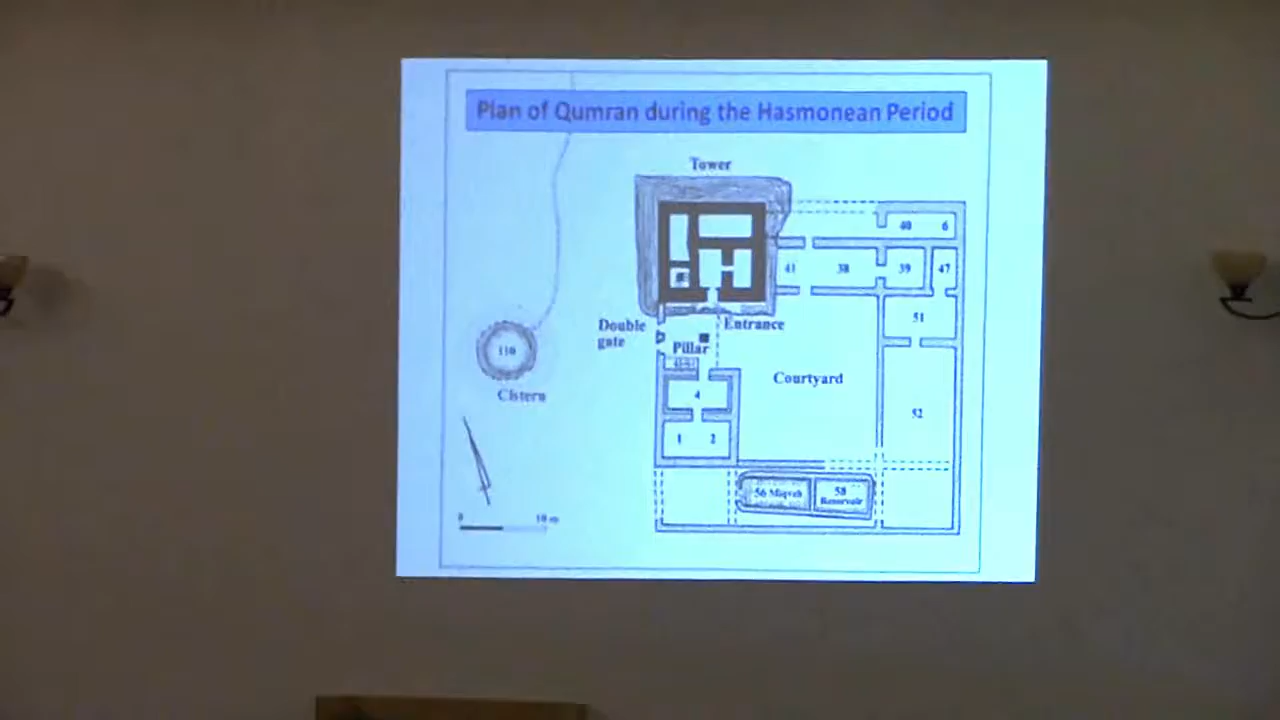 Plan of Qumran during the Hasmonean Period
Tower
40 6
41 38 39 47
51
Double
gate
Entrance
Pillar
110
Cistern
Courtyard
4
52
1 2
56 Miqveh
58
Reservoir
0 10 m